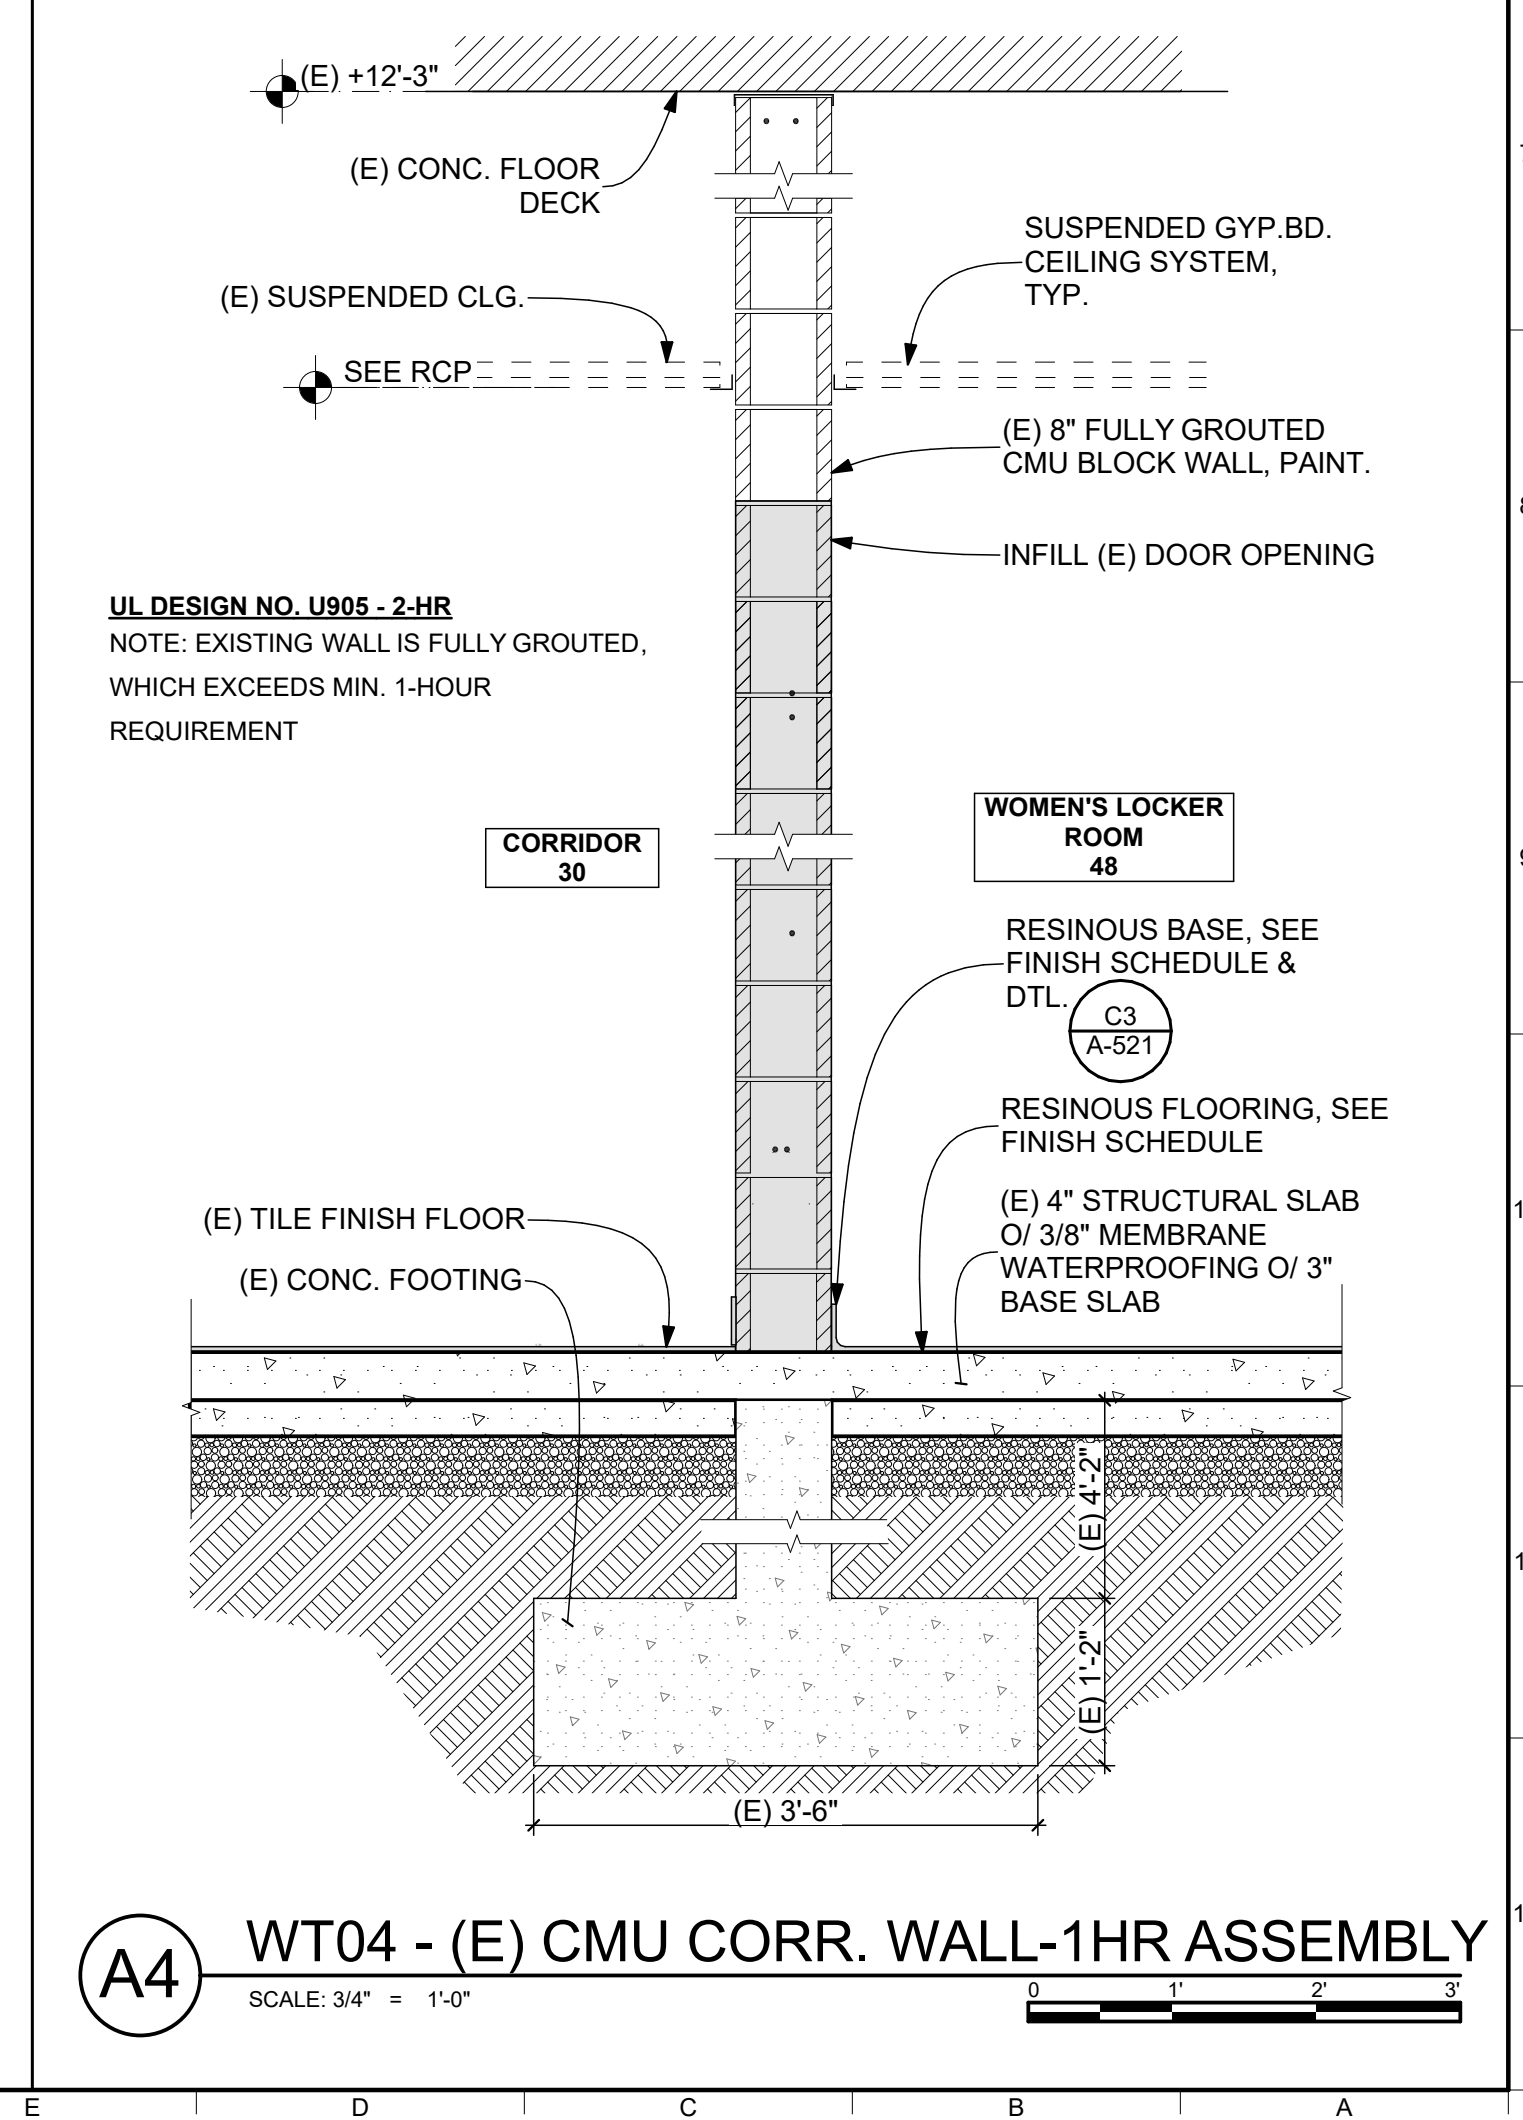 (E) +12'-3"
(E) CONC. FLOOR
DECK
SUSPENDED GYP.BD.
CEILING SYSTEM,
TYP.
(E) SUSPENDED CLG.
SEE RCP
(E) 8" FULLY GROUTED
CMU BLOCK WALL, PAINT.
INFILL (E) DOOR OPENING
UL DESIGN NO. U905 - 2-HR
NOTE: EXISTING WALL IS FULLY GROUTED,
WHICH EXCEEDS MIN. 1-HOUR
REQUIREMENT
CORRIDOR
30
WOMEN'S LOCKER
ROOM
48
RESINOUS BASE, SEE
FINISH SCHEDULE &
DTL.
C3
A-521
RESINOUS FLOORING, SEE
FINISH SCHEDULE
(E) TILE FINISH FLOOR
(E) CONC. FOOTING
(E) 4" STRUCTURAL SLAB
O/ 3/8" MEMBRANE
WATERPROOFING O/ 3"
BASE SLAB
(E) 4'-2"
(E) 1'-2"
(E) 3'-6"
A4
WT04 - (E) CMU CORR. WALL-1HR ASSEMBLY
SCALE: 3/4" = 1'-0"
0 1' 2' 3'
E D C B A